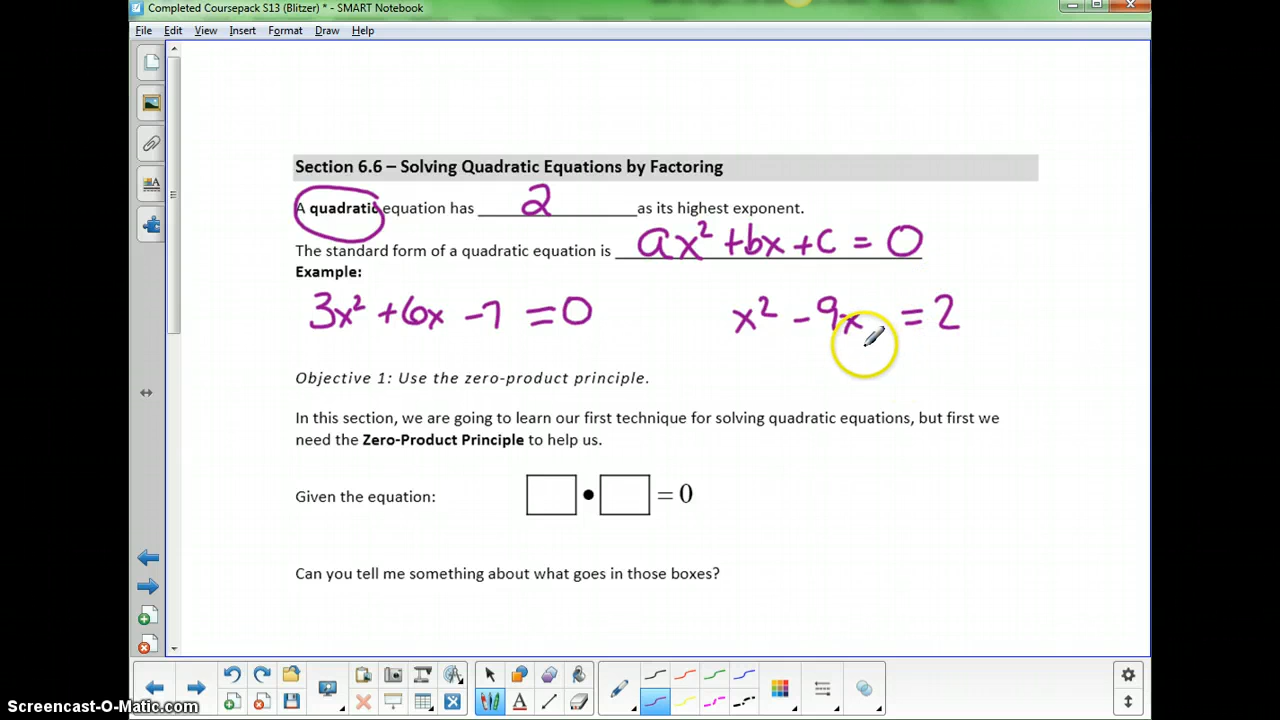 Completed Coursepack S13 (Blitzer) * - SMART Notebook
File Edit View Insert Format Draw Help
Section 6.6 – Solving Quadratic Equations by Factoring
A quadratic equation has 2 as its highest exponent.
The standard form of a quadratic equation is ax² + bx + c = 0
Example:
3x² + 6x - 7 = 0 x² - 9x = 2
Objective 1: Use the zero-product principle.
In this section, we are going to learn our first technique for solving quadratic equations, but first we
need the Zero-Product Principle to help us.
Given the equation: □ • □ = 0
Can you tell me something about what goes in those boxes?
Screencast-O-Matic.com